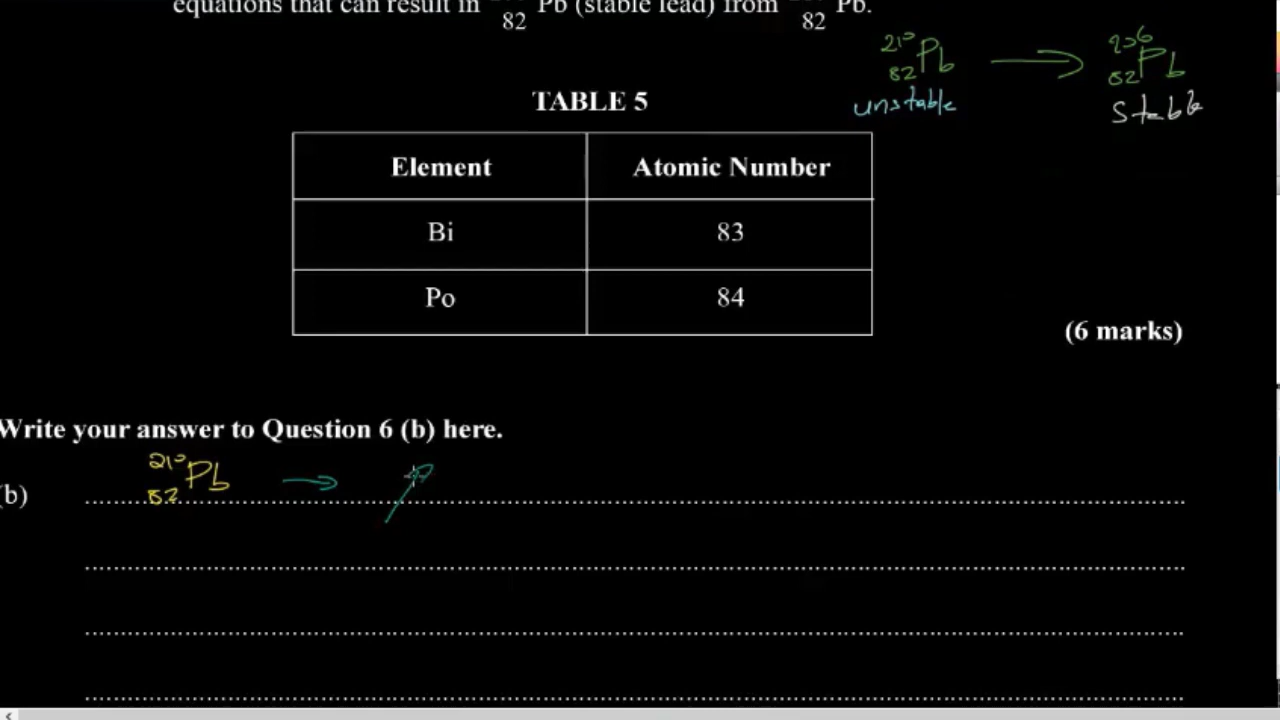 equations that can result in 82 Pb (stable lead) from 82 Pb.
210 82 Pb → 206 82 Pb
unstable stable
TABLE 5
Element Atomic Number
Bi 83
Po 84
(6 marks)
Write your answer to Question 6 (b) here.
(b) 210 82 Pb →